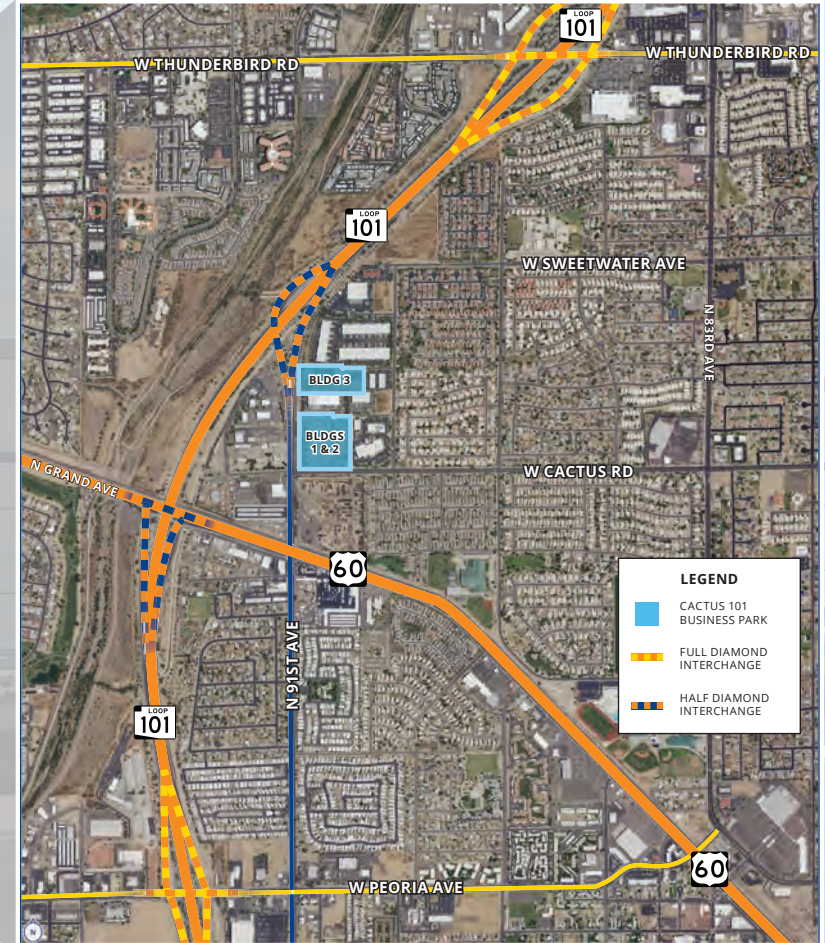 LOOP
101
W THUNDERBIRD RD
W THUNDERBIRD RD
LOOP
101
W SWEETWATER AVE
N 83RD AVE
BLDG 3
BLDGS
1 & 2
W CACTUS RD
N GRAND AVE
60
LEGEND
CACTUS 101
BUSINESS PARK
FULL DIAMOND
INTERCHANGE
HALF DIAMOND
INTERCHANGE
N 91ST AVE
LOOP
101
60
W PEORIA AVE
N